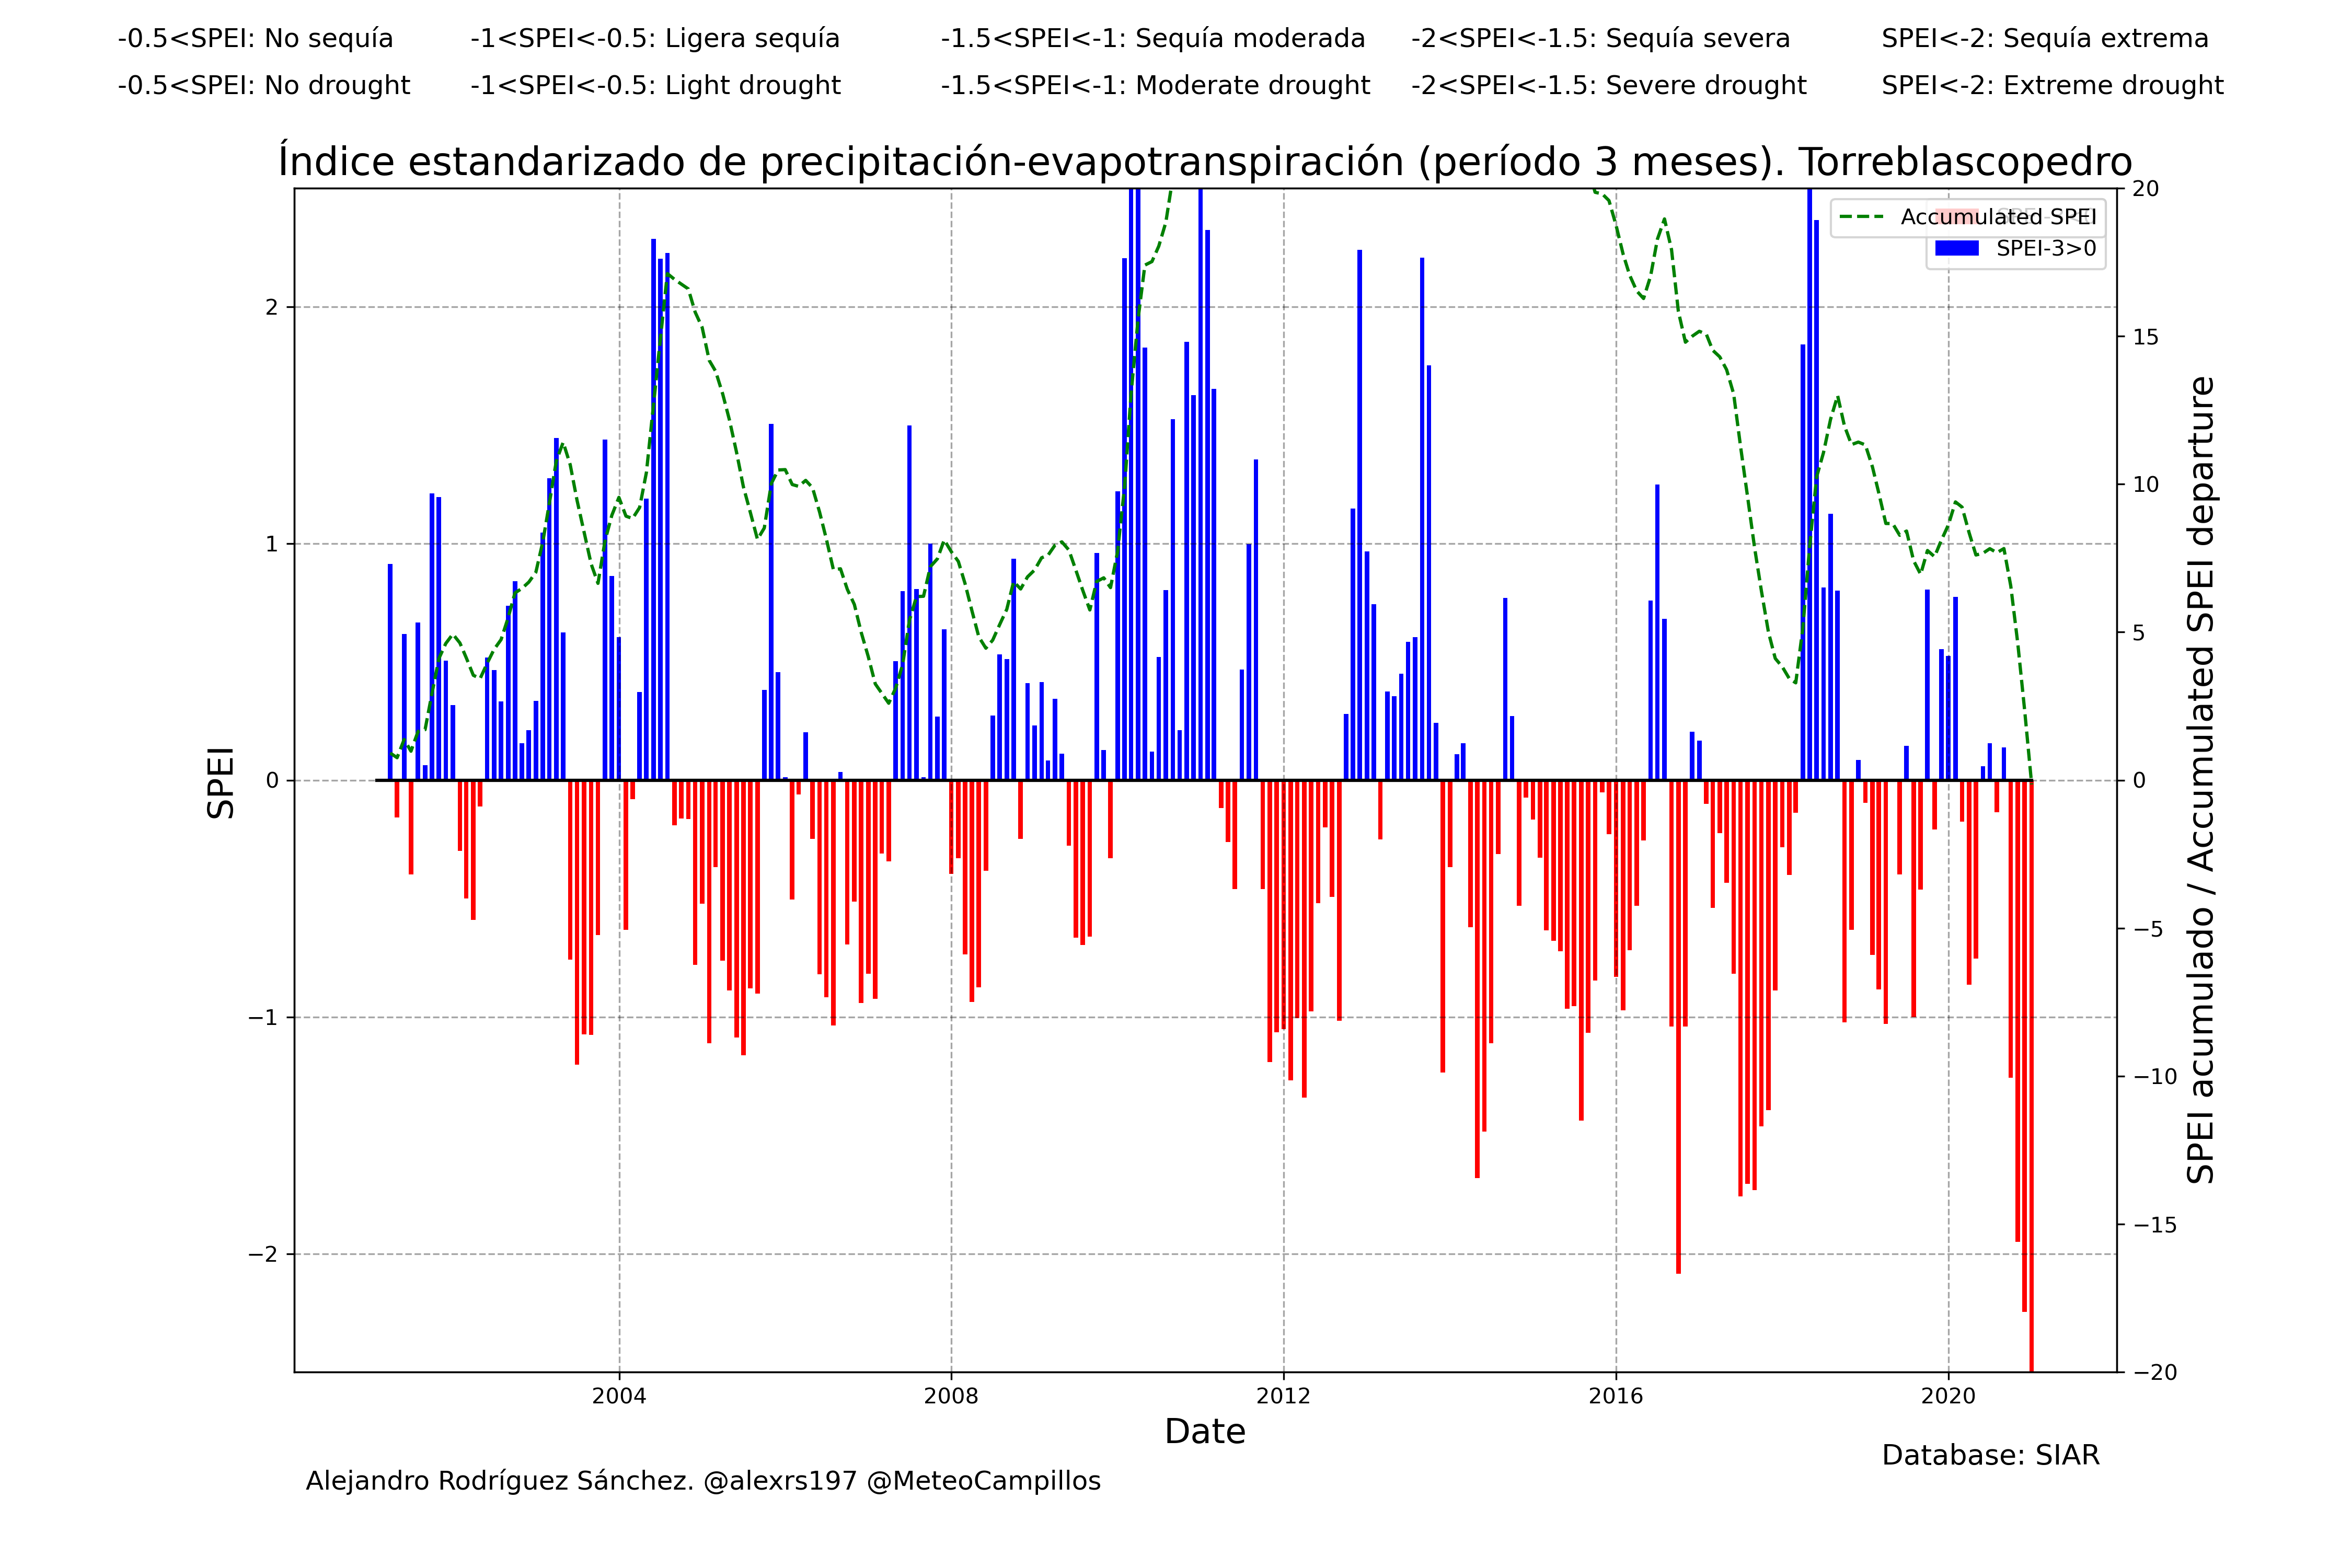 -0.5<SPEI: No sequía -1<SPEI<-0.5: Ligera sequía -1.5<SPEI<-1: Sequía moderada -2<SPEI<-1.5: Sequía severa SPEI<-2: Sequía extrema
-0.5<SPEI: No drought -1<SPEI<-0.5: Light drought -1.5<SPEI<-1: Moderate drought -2<SPEI<-1.5: Severe drought SPEI<-2: Extreme drought
Índice estandarizado de precipitación-evapotranspiración (período 3 meses). Torreblascopedro
Accumulated SPEI
SPEI-3>0
SPEI
2
1
0
−1
−2
20
15
10
5
0
−5
−10
−15
−20
SPEI acumulado / Accumulated SPEI departure
2004 2008 2012 2016 2020
Date
Database: SIAR
Alejandro Rodríguez Sánchez. @alexrs197 @MeteoCampillos